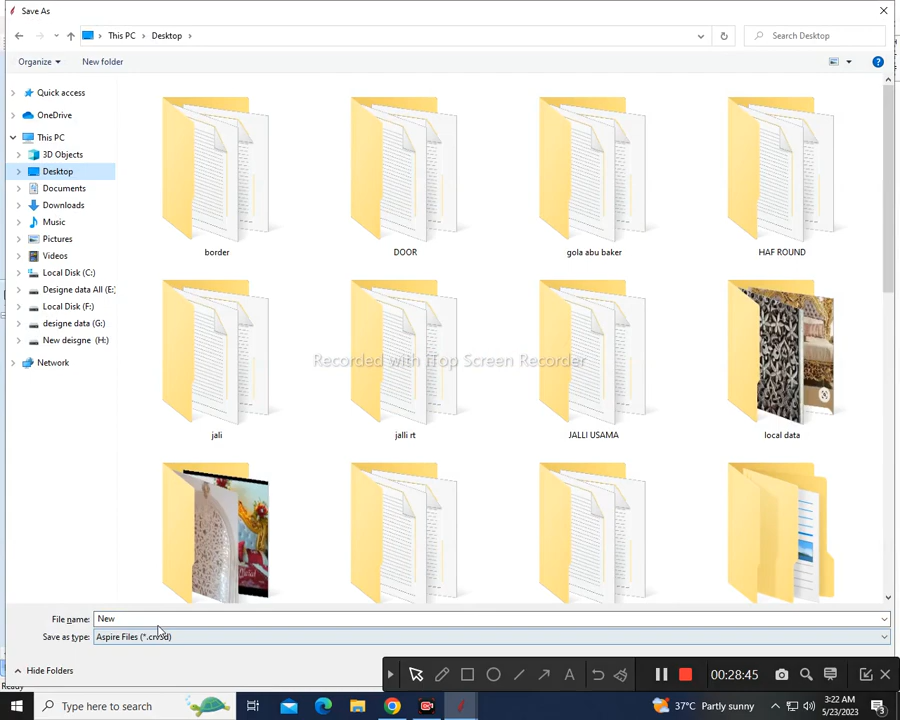 Save As
This PC
Desktop
Search Desktop
Organize
New folder
Quick access
OneDrive
This PC
3D Objects
Desktop
Documents
Downloads
Music
Pictures
Videos
Local Disk (C:)
Designe data All (E:
Local Disk (F:)
designe data (G:)
New deisgne (H:)
Network
border
DOOR
gola abu baker
HAF ROUND
Recorded with iTop Screen Recorder
jali
jalli rt
JALLI USAMA
local data
File name: New
Save as type: Aspire Files (*.crv3d)
Hide Folders
00:28:45
Ready
Type here to search
37°C Partly sunny
3:22 AM
5/23/2023
3